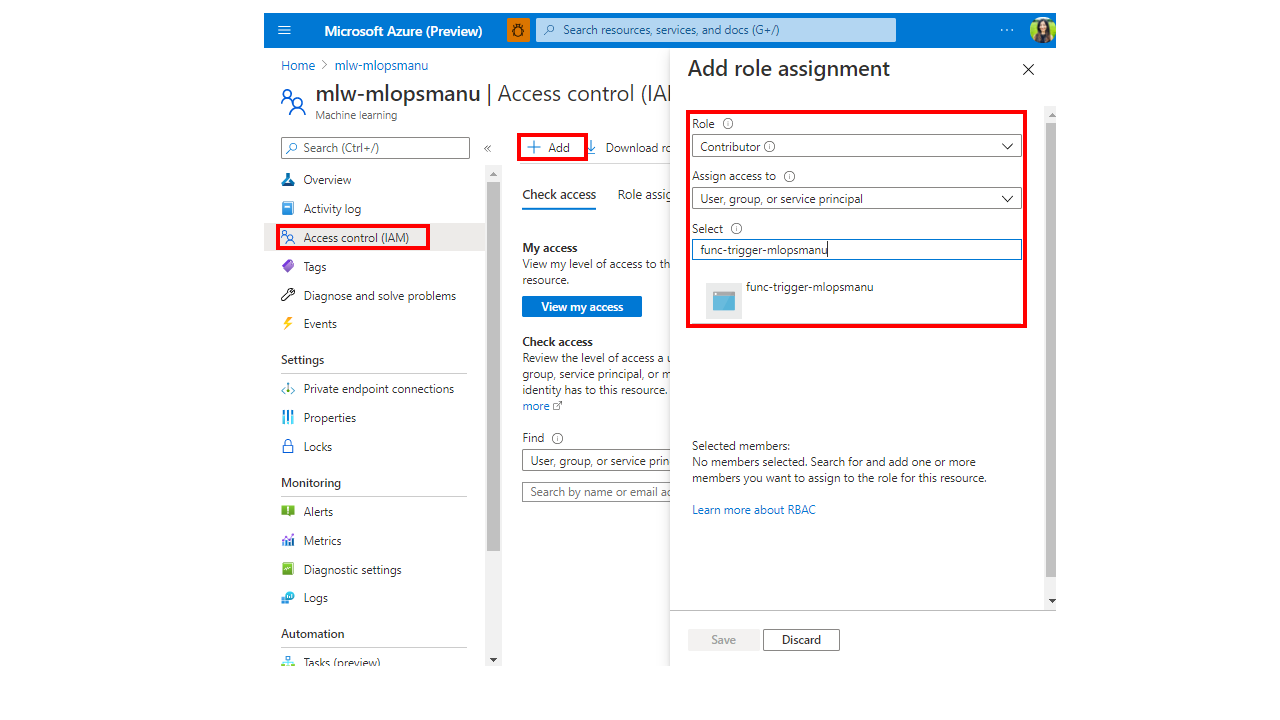 Microsoft Azure (Preview)
Search resources, services, and docs (G+/)
Home > mlw-mlopsmanu
mlw-mlopsmanu | Access control (IAM
Machine learning
Search (Ctrl+/)
Overview
Activity log
Access control (IAM)
Tags
Diagnose and solve problems
Events
Settings
Private endpoint connections
Properties
Locks
Monitoring
Alerts
Metrics
Diagnostic settings
Logs
Automation
Tasks (preview)
+ Add
Download ro
Check access
Role assig
My access
View my level of access to th
resource.
View my access
Check access
Review the level of access a u
group, service principal, or m
identity has to this resource.
more
Find
User, group, or service prin
Search by name or email ad
Add role assignment
Role
Contributor
Assign access to
User, group, or service principal
Select
func-trigger-mlopsmanu
func-trigger-mlopsmanu
Selected members:
No members selected. Search for and add one or more
members you want to assign to the role for this resource.
Learn more about RBAC
Save
Discard